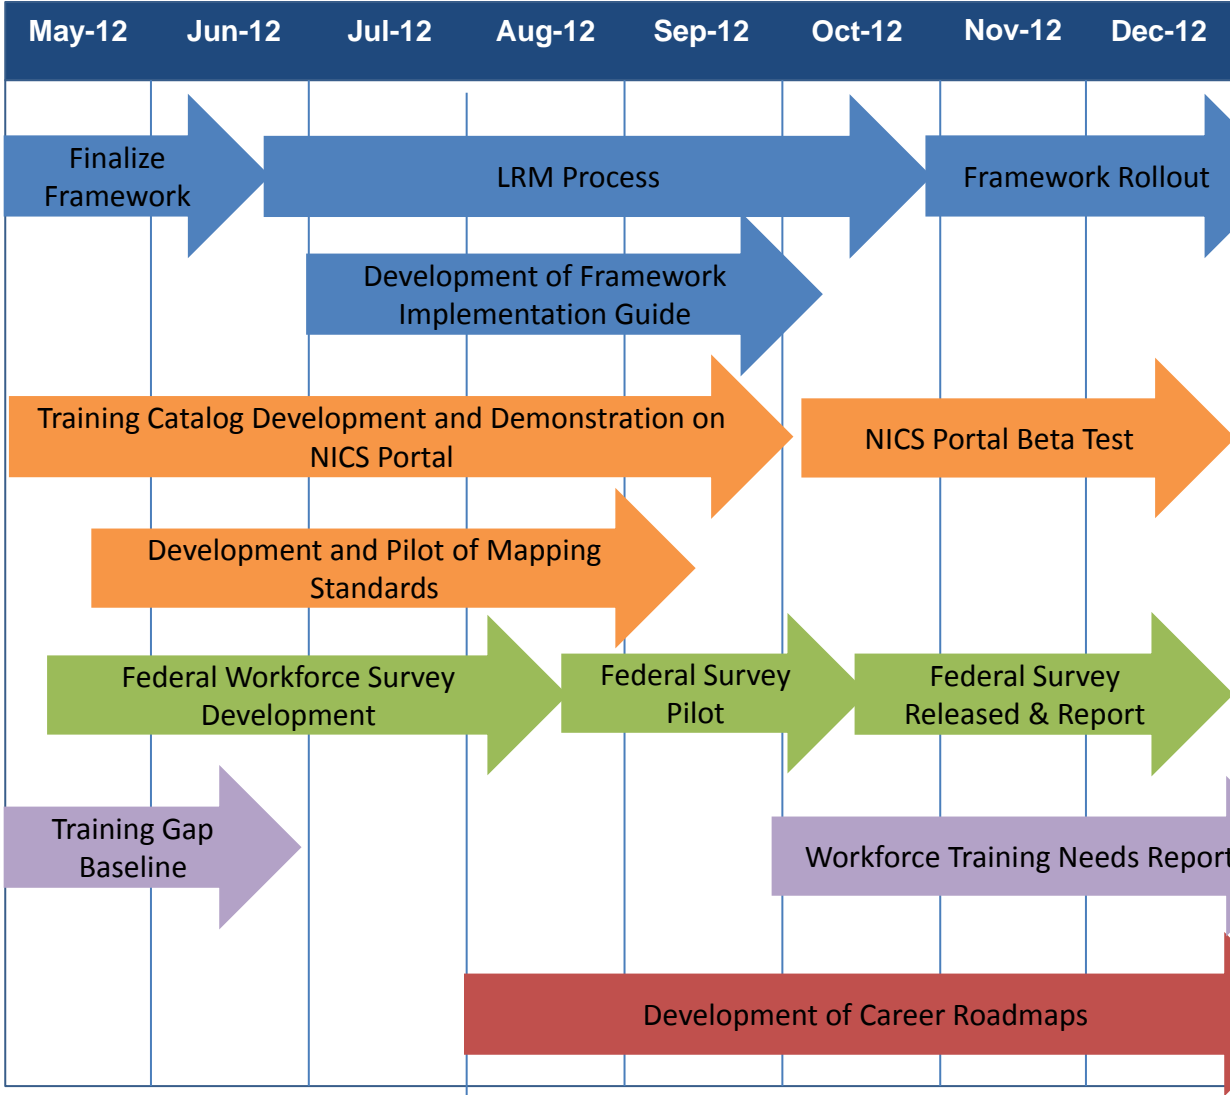 May-12 Jun-12 Jul-12 Aug-12 Sep-12 Oct-12 Nov-12 Dec-12
Finalize
Framework
LRM Process
Framework Rollout
Development of Framework
Implementation Guide
Training Catalog Development and Demonstration on
NICS Portal
NICS Portal Beta Test
Development and Pilot of Mapping
Standards
Federal Workforce Survey
Development
Federal Survey
Pilot
Federal Survey
Released & Report
Training Gap
Baseline
Workforce Training Needs Report
Development of Career Roadmaps